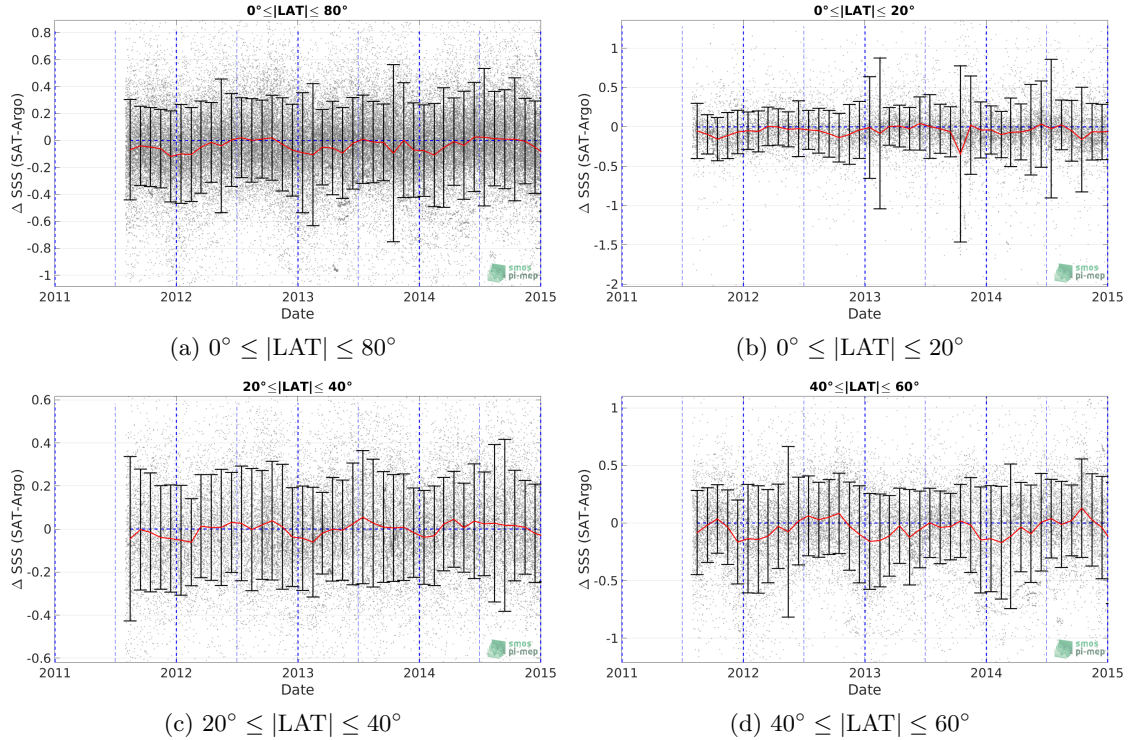 0°≤|LAT|≤ 80°
Δ SSS (SAT-Argo)
0.8
0.6
0.4
0.2
0
-0.2
-0.4
-0.6
-0.8
-1
smos
pi-mep
2011 2012 2013 2014 2015
Date
(a) 0° ≤ |LAT| ≤ 80°
0°≤|LAT|≤ 20°
Δ SSS (SAT-Argo)
1
0.5
0
-0.5
-1
-1.5
-2
smos
pi-mep
2011 2012 2013 2014 2015
Date
(b) 0° ≤ |LAT| ≤ 20°
20°≤|LAT|≤ 40°
Δ SSS (SAT-Argo)
0.6
0.4
0.2
0
-0.2
-0.4
-0.6
smos
pi-mep
2011 2012 2013 2014 2015
Date
(c) 20° ≤ |LAT| ≤ 40°
40°≤|LAT|≤ 60°
Δ SSS (SAT-Argo)
1
0.5
0
-0.5
-1
smos
pi-mep
2011 2012 2013 2014 2015
Date
(d) 40° ≤ |LAT| ≤ 60°